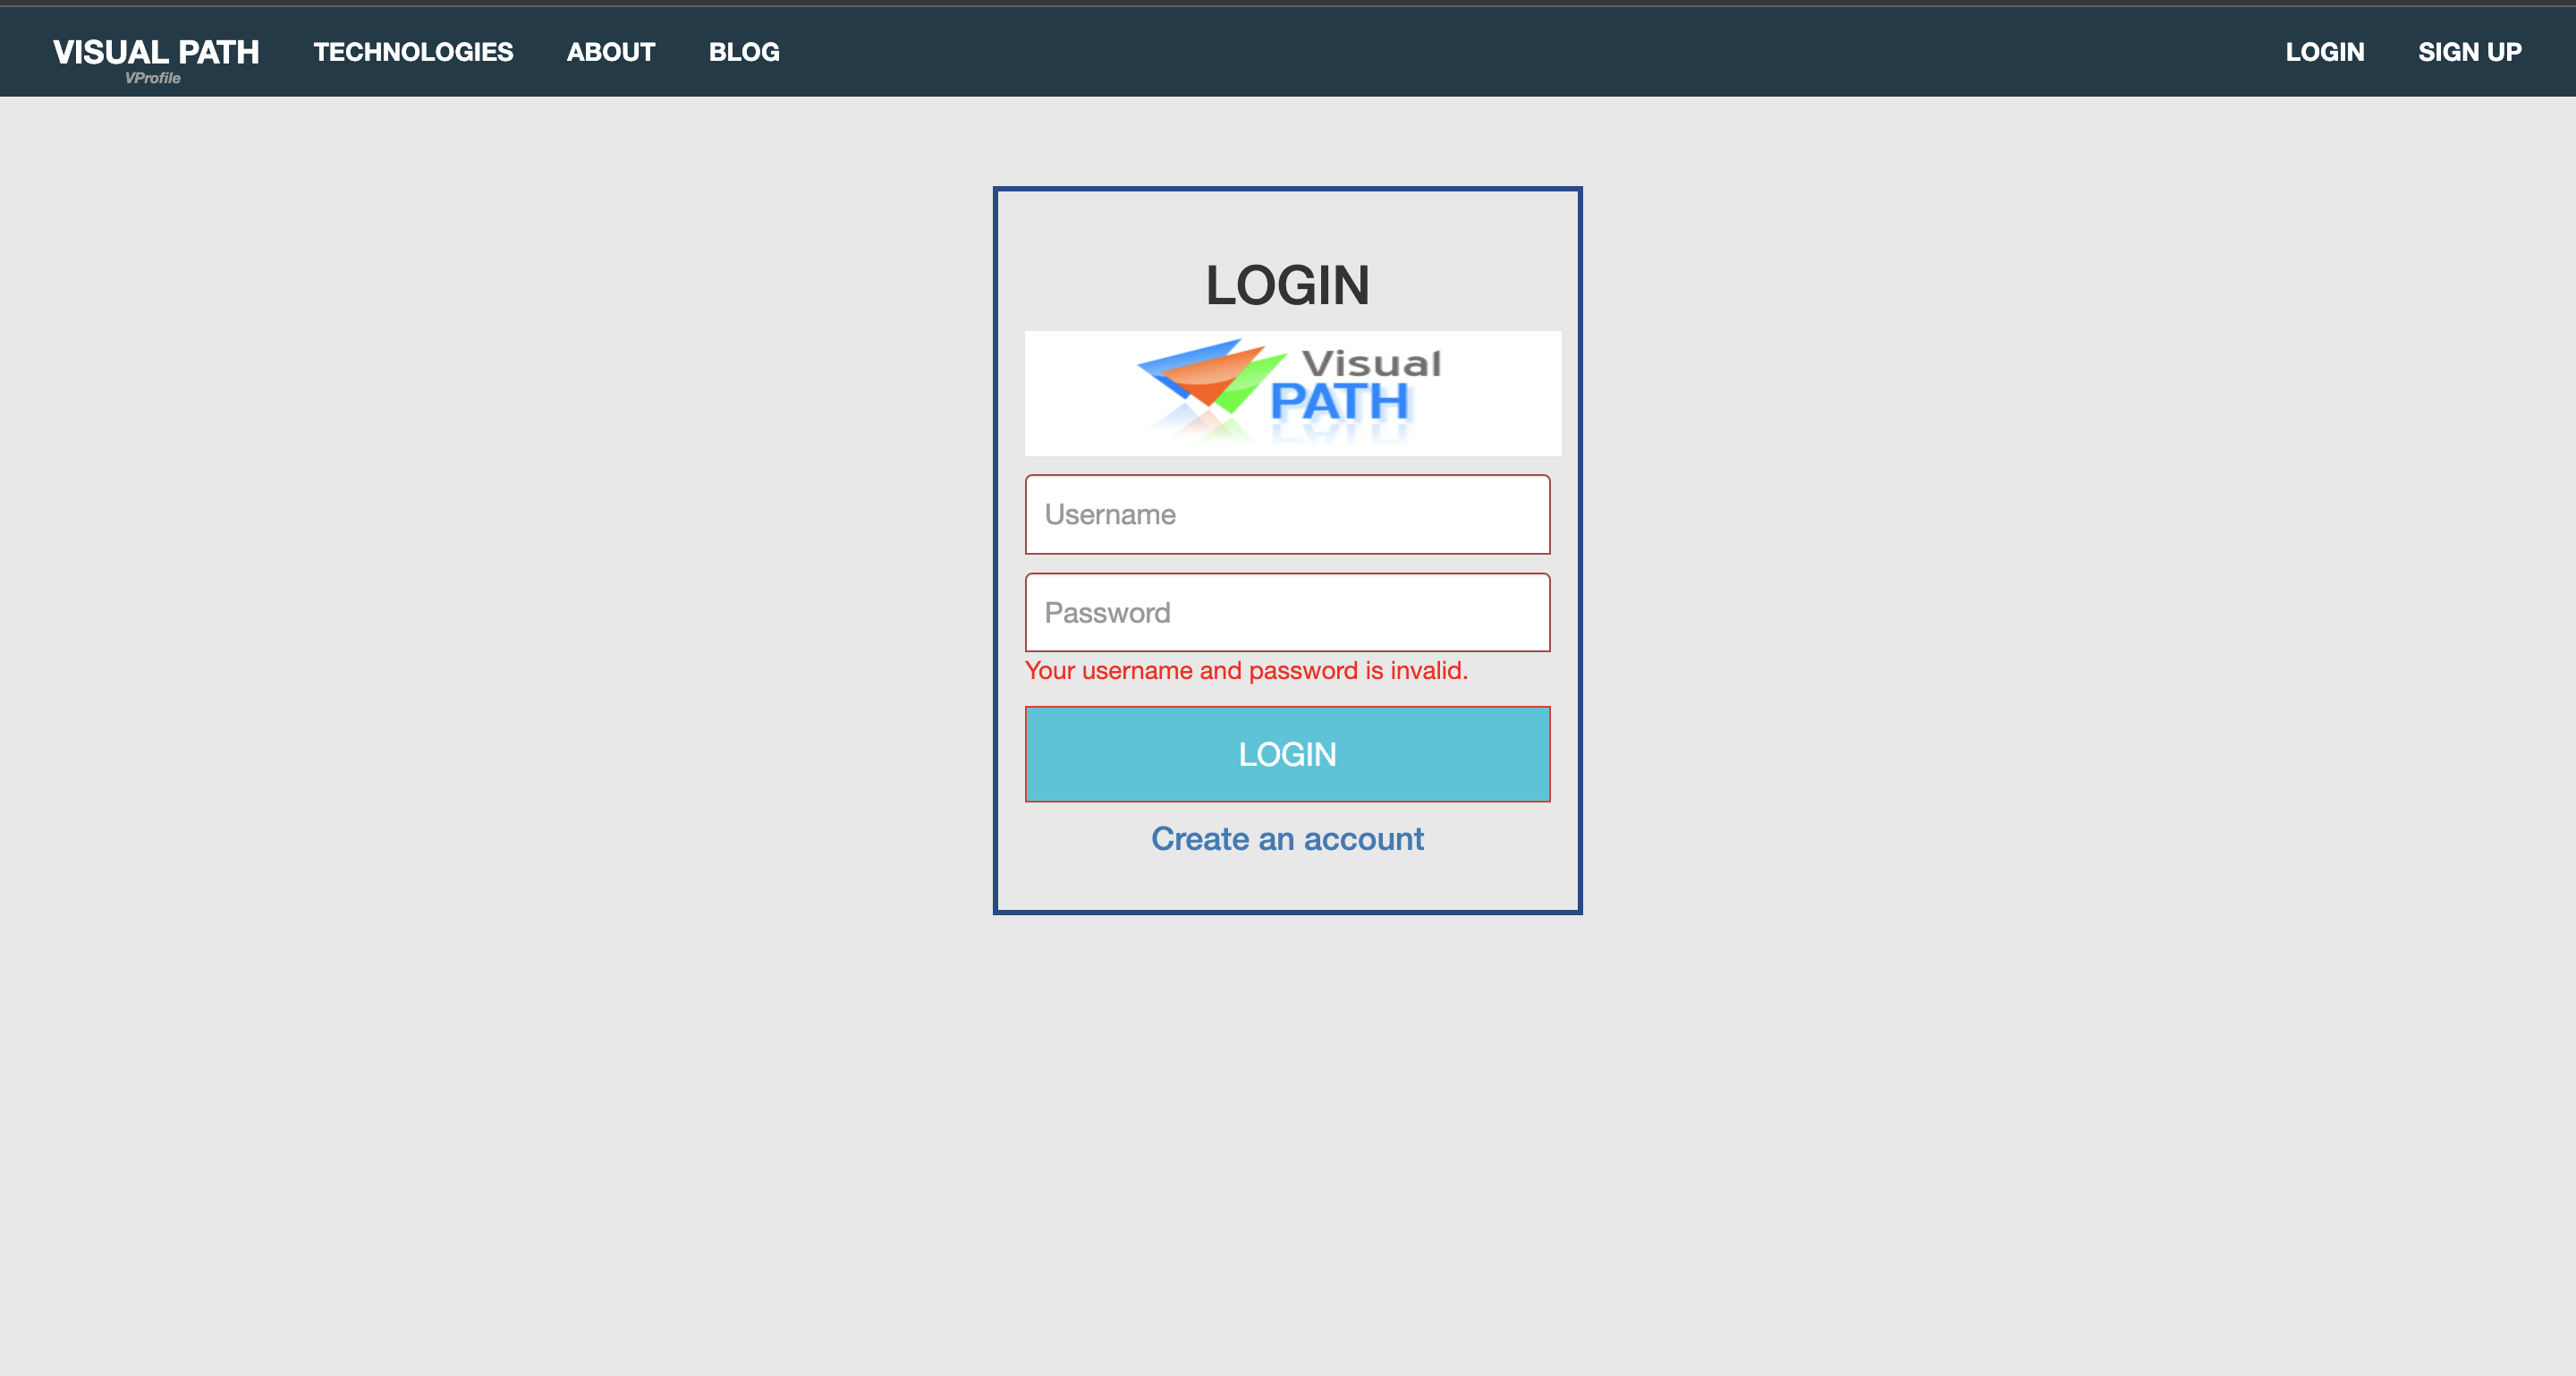 VISUAL PATH TECHNOLOGIES ABOUT BLOG LOGIN SIGN UP
VProfile
LOGIN
Visual
PATH
Username
Password
Your username and password is invalid.
LOGIN
Create an account